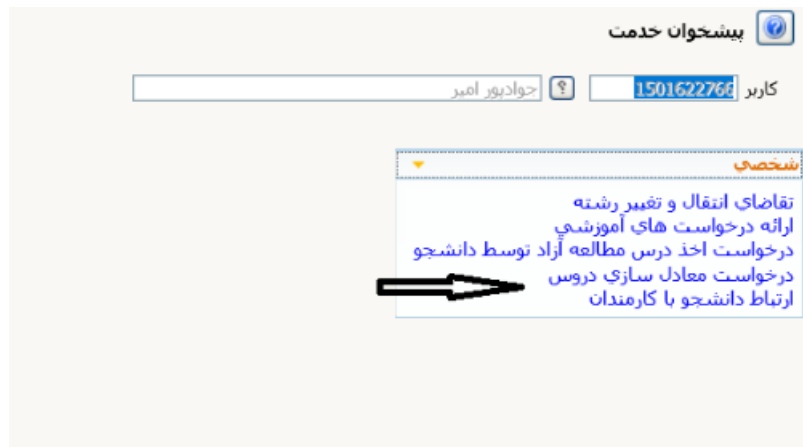 پیشخوان خدمت
کاربر 1501622766 جوادپور امیر
شخصي
تقاضاي انتقال و تغيير رشته
ارائه درخواست هاي آموزشي
درخواست اخذ درس مطالعه آزاد توسط دانشجو
درخواست معادل سازي دروس
ارتباط دانشجو با کارمندان